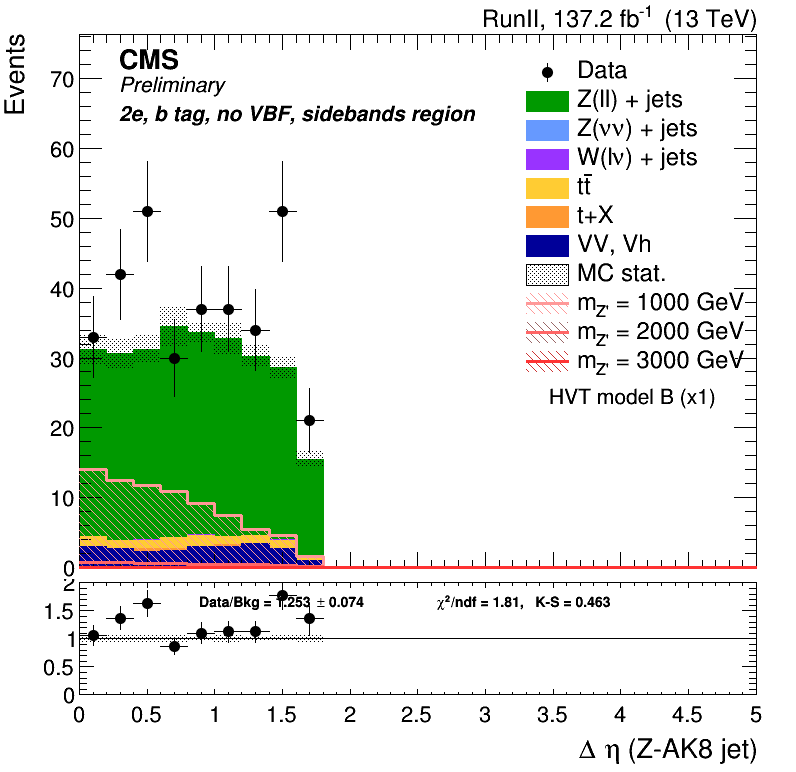 RunII, 137.2 fb⁻¹ (13 TeV)
Events
CMS
Preliminary
2e, b tag, no VBF, sidebands region
Data
Z(ll) + jets
Z(νν) + jets
W(lν) + jets
tt̄
t+X
VV, Vh
MC stat.
m_Z' = 1000 GeV
m_Z' = 2000 GeV
m_Z' = 3000 GeV
HVT model B (x1)
70
60
50
40
30
20
10
0
Data/Bkg = 1.253 ± 0.074
χ²/ndf = 1.81, K-S = 0.463
2
1.5
1
0.5
0
0 0.5 1 1.5 2 2.5 3 3.5 4 4.5 5
Δ η (Z-AK8 jet)